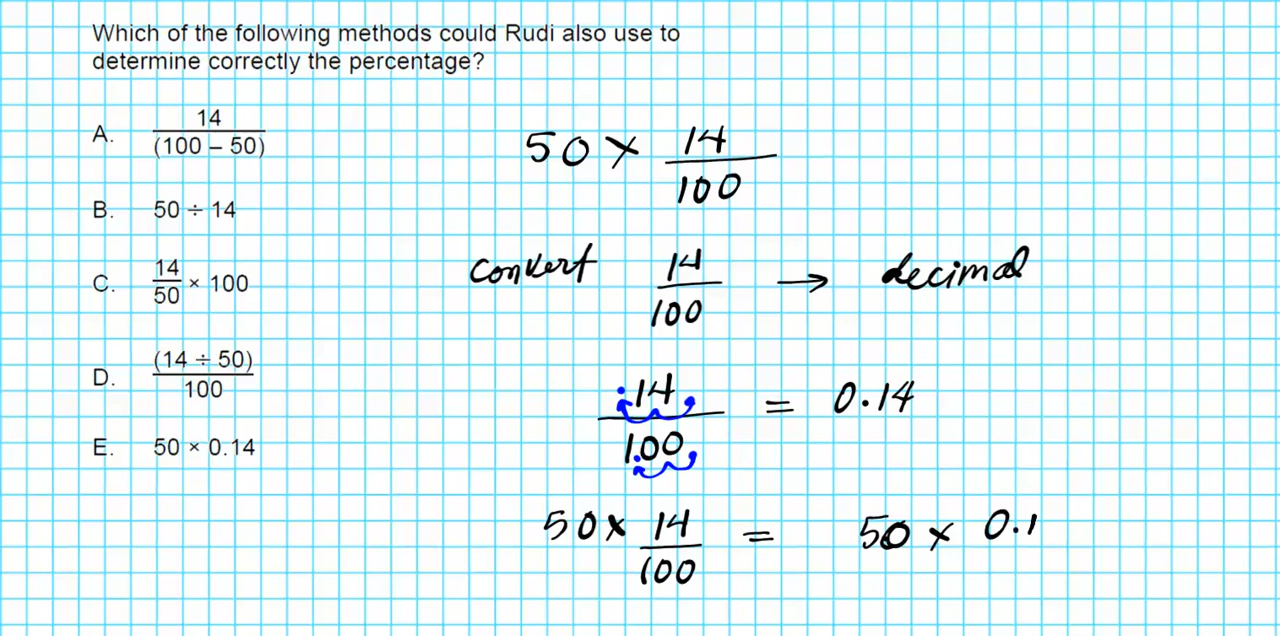 Which of the following methods could Rudi also use to
determine correctly the percentage?
A. 14
(100 – 50)
B. 50 ÷ 14
C. 14
50 × 100
D. (14 ÷ 50)
100
E. 50 × 0.14
50 × 14
100
convert 14
100 → decimal
.14
1.00 = 0.14
50 × 14
100 = 50 × 0.1